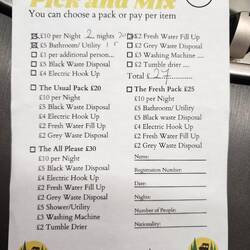 Pick and Mix
You can choose a pack or pay per item
£10 per Night 2 nights 20
£5 Bathroom/ Utility
£1 per additional person...
£5 Black Waste Disposal
£4 Electric Hook Up
£2 Fresh Water Fill Up
£2 Grey Waste Disposal
£3 Washing Machine ....
£2 Tumble drier ....
Total £27
The Usual Pack £20
£10 per Night
£5 Black Waste Disposal
£4 Electric Hook Up
£2 Fresh Water Fill Up
£2 Grey Waste Disposal
The Fresh Pack £25
£10 per Night
£5 Black Waste Disposal
£4 Electric Hook Up
£2 Fresh Water Fill Up
£2 Grey Waste Disposal
The All Please £30
£10 per Night
£5 Black Waste Disposal
£4 Electric Hook Up
£2 Fresh Water Fill Up
£2 Grey Waste Disposal
£5 Shower/Utility
£3 Washing Machine
£2 Tumble Drier
Name:
Registration Number:
Date:
Nights:
Number of People:
Nationality: